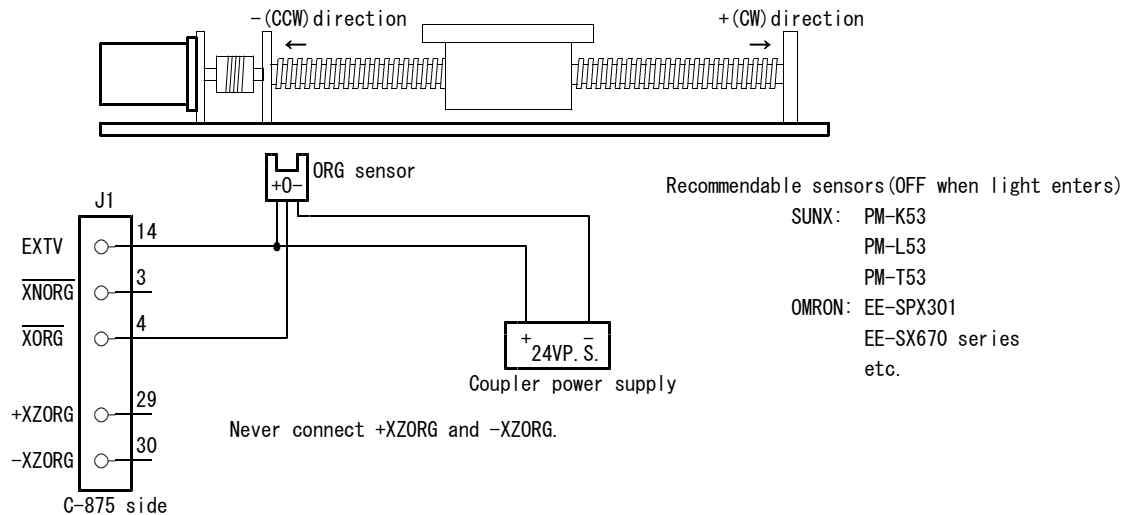 -(CCW)direction
+(CW)direction
ORG sensor
+O-
Recommendable sensors(OFF when light enters)
SUNX: PM-K53
PM-L53
PM-T53
OMRON: EE-SPX301
EE-SX670 series
etc.
J1
EXTV 14
XNORG 3
XORG 4
+XZORG 29
-XZORG 30
C-875 side
+ -
24VP.S.
Coupler power supply
Never connect +XZORG and -XZORG.